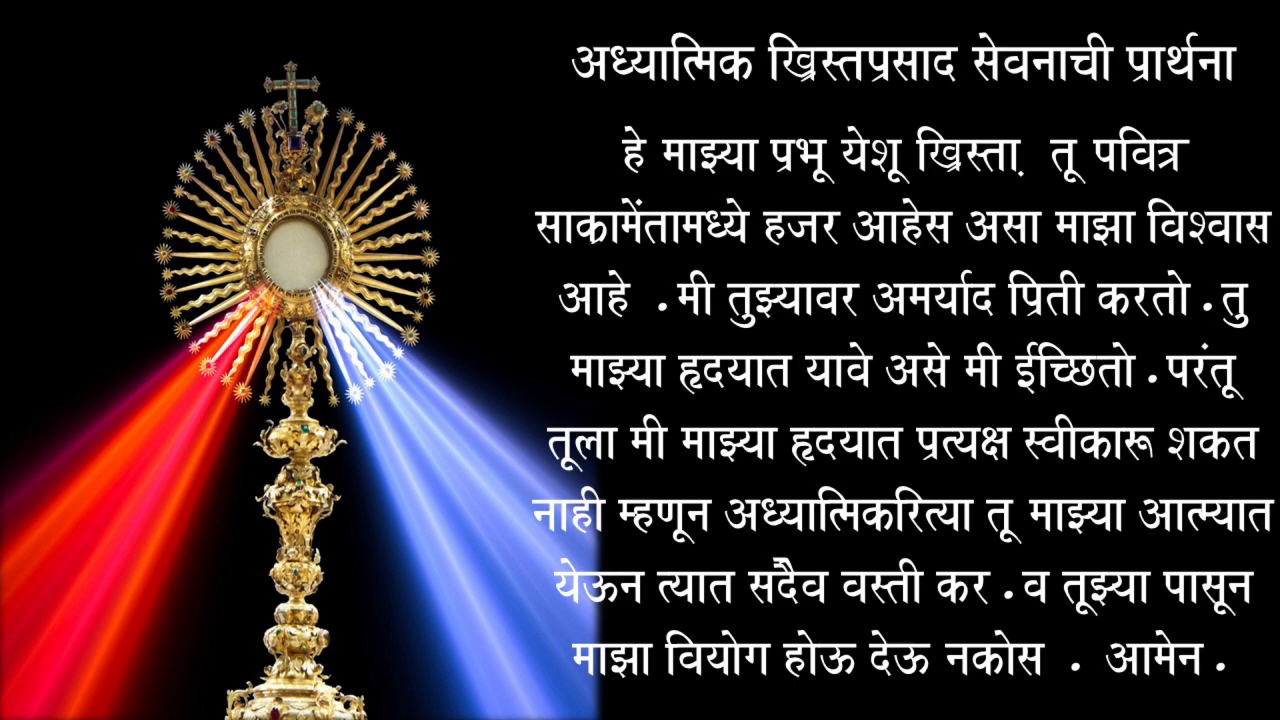 अध्यात्मिक ख्रिस्तप्रसाद सेवनाची प्रार्थना
हे माझ्या प्रभू येशू ख्रिस्ता़ तू पवित्र
साक्रामेंतामध्ये हजर आहेस असा माझा विश्वास
आहे .मी तुझ्यावर अमर्याद प्रिती करतो.तु
माझ्या हृदयात यावे असे मी ईच्छितो.परंतू
तूला मी माझ्या हृदयात प्रत्यक्ष स्वीकारू शकत
नाही म्हणून अध्यात्मिकरित्या तू माझ्या आत्म्यात
येऊन त्यात सदैव वस्ती कर.व तूझ्या पासून
माझा वियोग होऊ देऊ नकोस . आमेन.